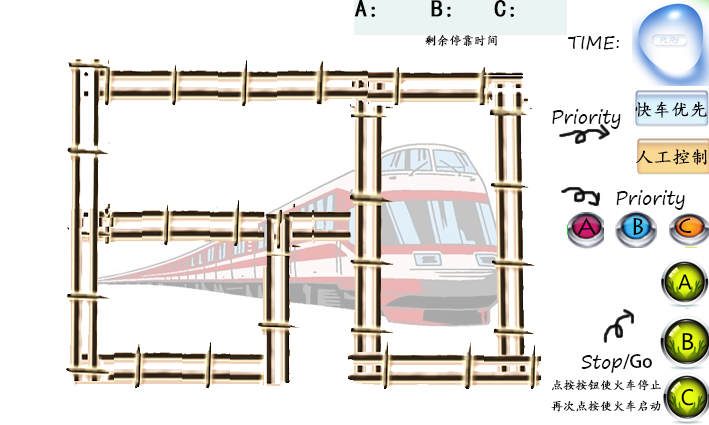 A: B: C:
剩余停靠时间
TIME:
快车优先
Priority
人工控制
Priority
A B C
A
B
Stop/Go
C
点按按钮使火车停止
再次点按使火车启动